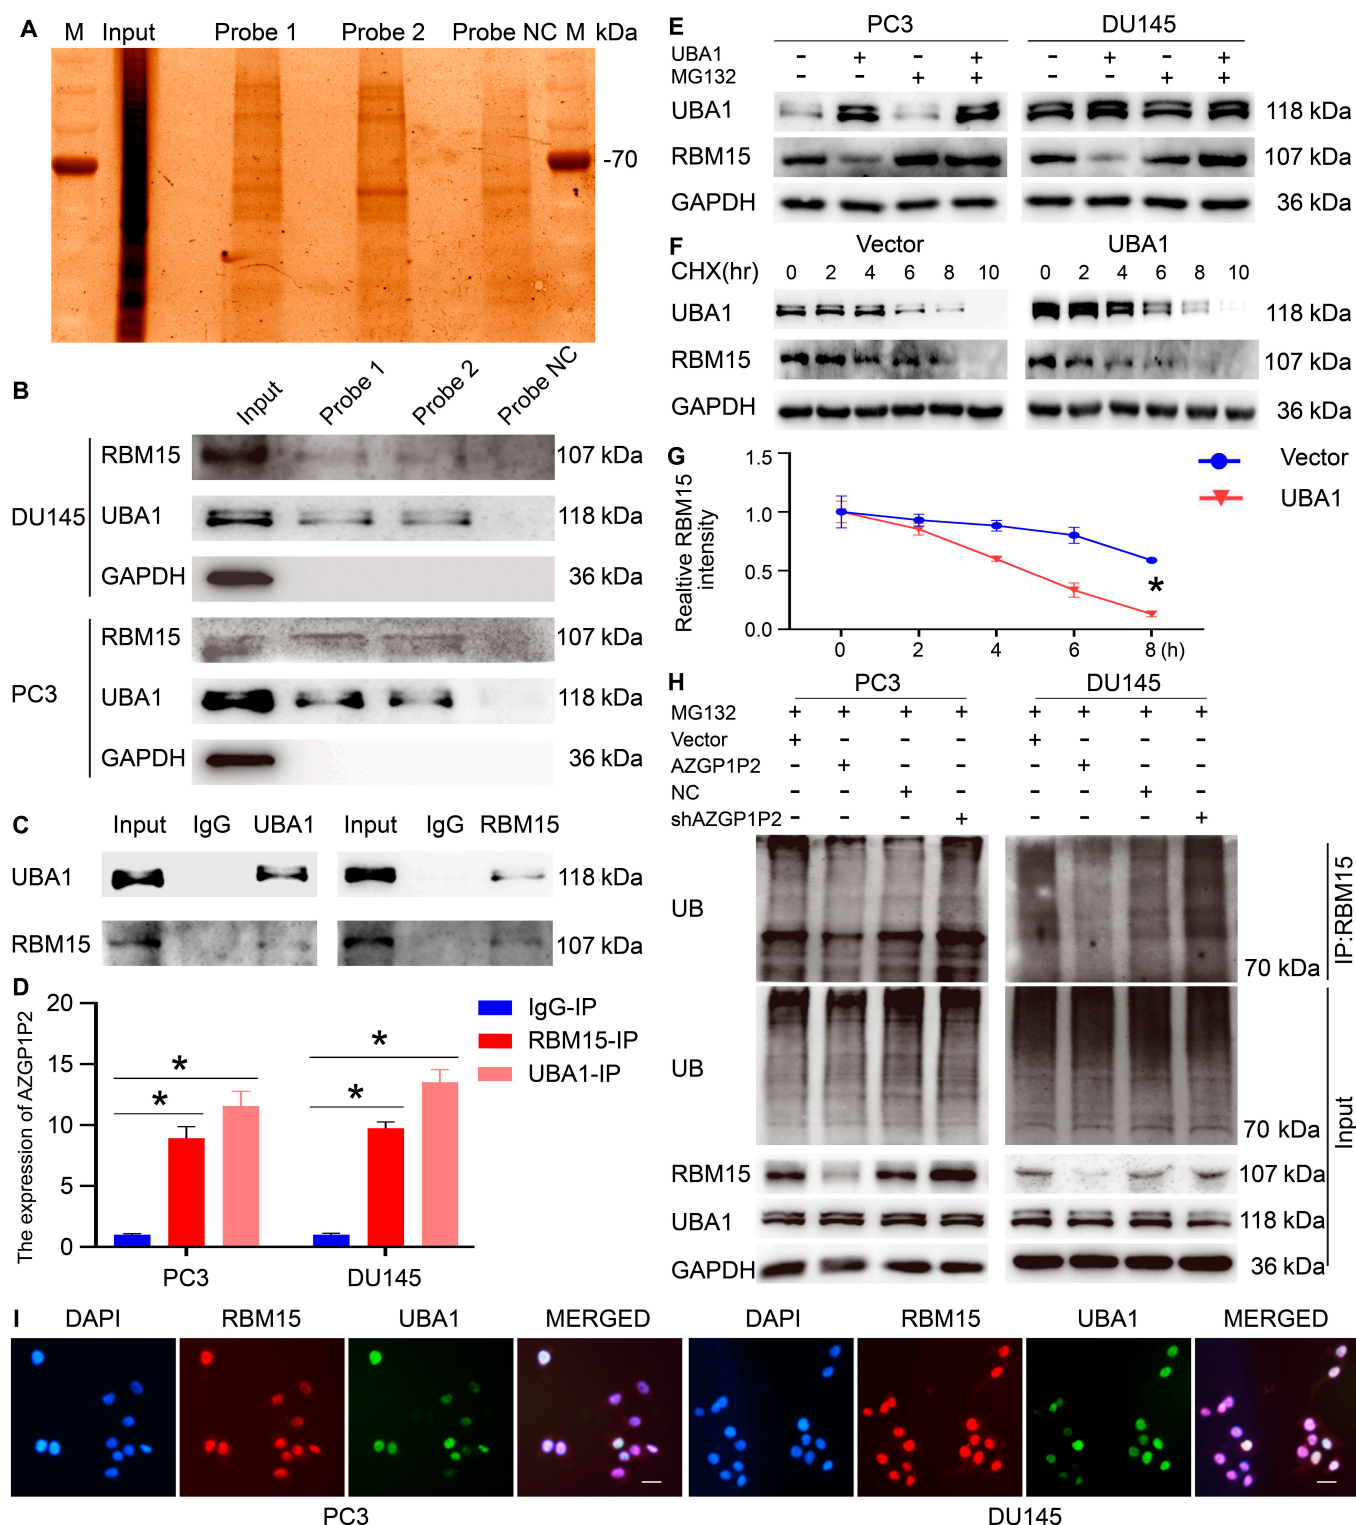 A
M Input Probe 1 Probe 2 Probe NC M kDa
-70
B
Input Probe 1 Probe 2 Probe NC
DU145
RBM15 107 kDa
UBA1 118 kDa
GAPDH 36 kDa
PC3
RBM15 107 kDa
UBA1 118 kDa
GAPDH 36 kDa
C
Input IgG UBA1 Input IgG RBM15
UBA1 118 kDa
RBM15 107 kDa
D
The expression of AZGP1P2
20
15
10
5
0
* * * *
IgG-IP
RBM15-IP
UBA1-IP
PC3 DU145
E
PC3 DU145
UBA1 - + - + - + - +
MG132 - - + + - - + +
UBA1 118 kDa
RBM15 107 kDa
GAPDH 36 kDa
F
Vector UBA1
CHX(hr) 0 2 4 6 8 10 0 2 4 6 8 10
UBA1 118 kDa
RBM15 107 kDa
GAPDH 36 kDa
G
Realtive RBM15
intensity
1.5
1.0
0.5
0.0
0 2 4 6 8 (h)
*
Vector
UBA1
H
PC3 DU145
MG132 + + + + + + + +
Vector + - - - + - - -
AZGP1P2 - + - - - + - -
NC - - + - - - + -
shAZGP1P2 - - - + - - - +
UB
70 kDa
IP:RBM15
UB
70 kDa
RBM15 107 kDa
UBA1 118 kDa
GAPDH 36 kDa
Input
I
DAPI RBM15 UBA1 MERGED DAPI RBM15 UBA1 MERGED
PC3 DU145